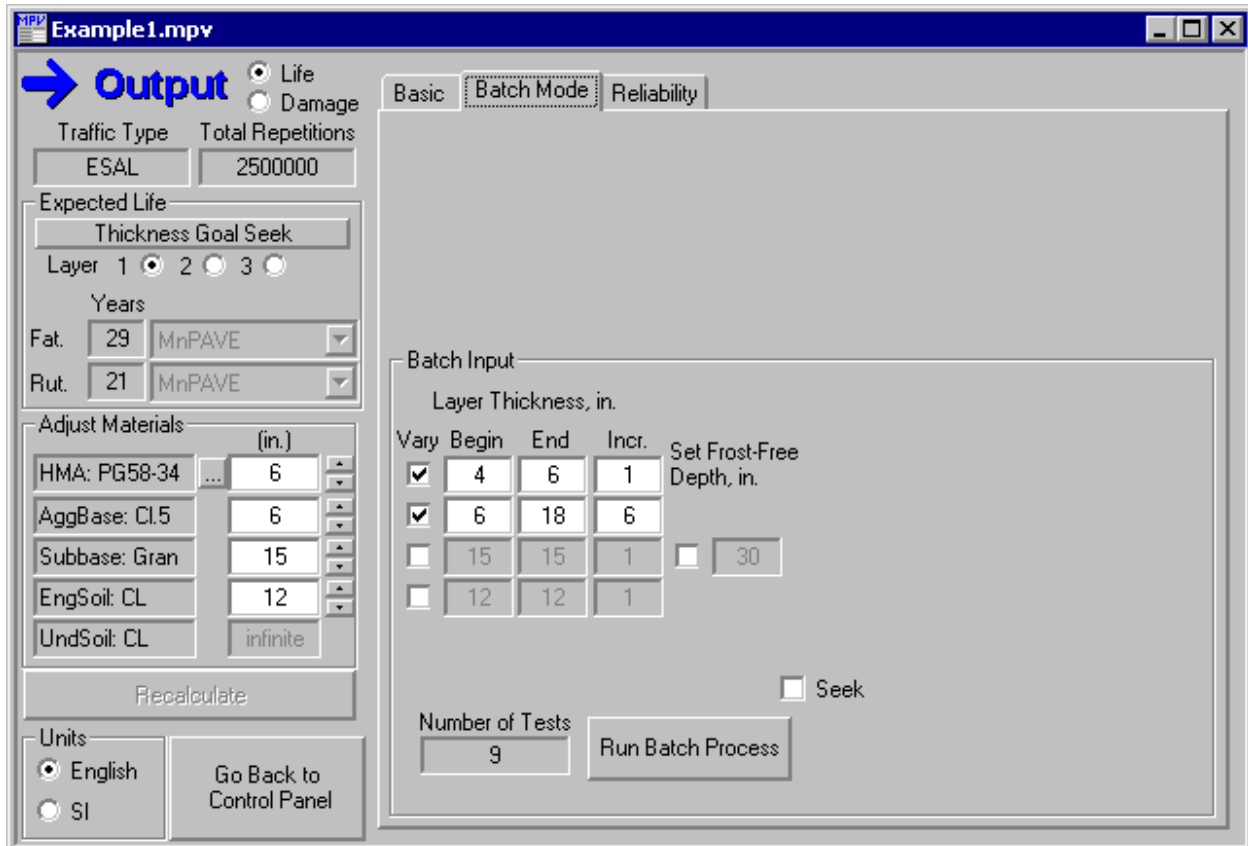 MPV Example1.mpv
Output Life
Damage
Traffic Type Total Repetitions
ESAL 2500000
Expected Life
Thickness Goal Seek
Layer 1 2 3
Years
Fat. 29 MnPAVE
Rut. 21 MnPAVE
Adjust Materials
(in.)
HMA: PG58-34 ... 6
AggBase: Cl.5 6
Subbase: Gran 15
EngSoil: CL 12
UndSoil: CL infinite
Recalculate
Units
English
SI
Go Back to
Control Panel
Basic Batch Mode Reliability
Batch Input
Layer Thickness, in.
Vary Begin End Incr. Set Frost-Free
Depth, in.
4 6 1
6 18 6
15 15 1 30
12 12 1
Seek
Number of Tests
9 Run Batch Process